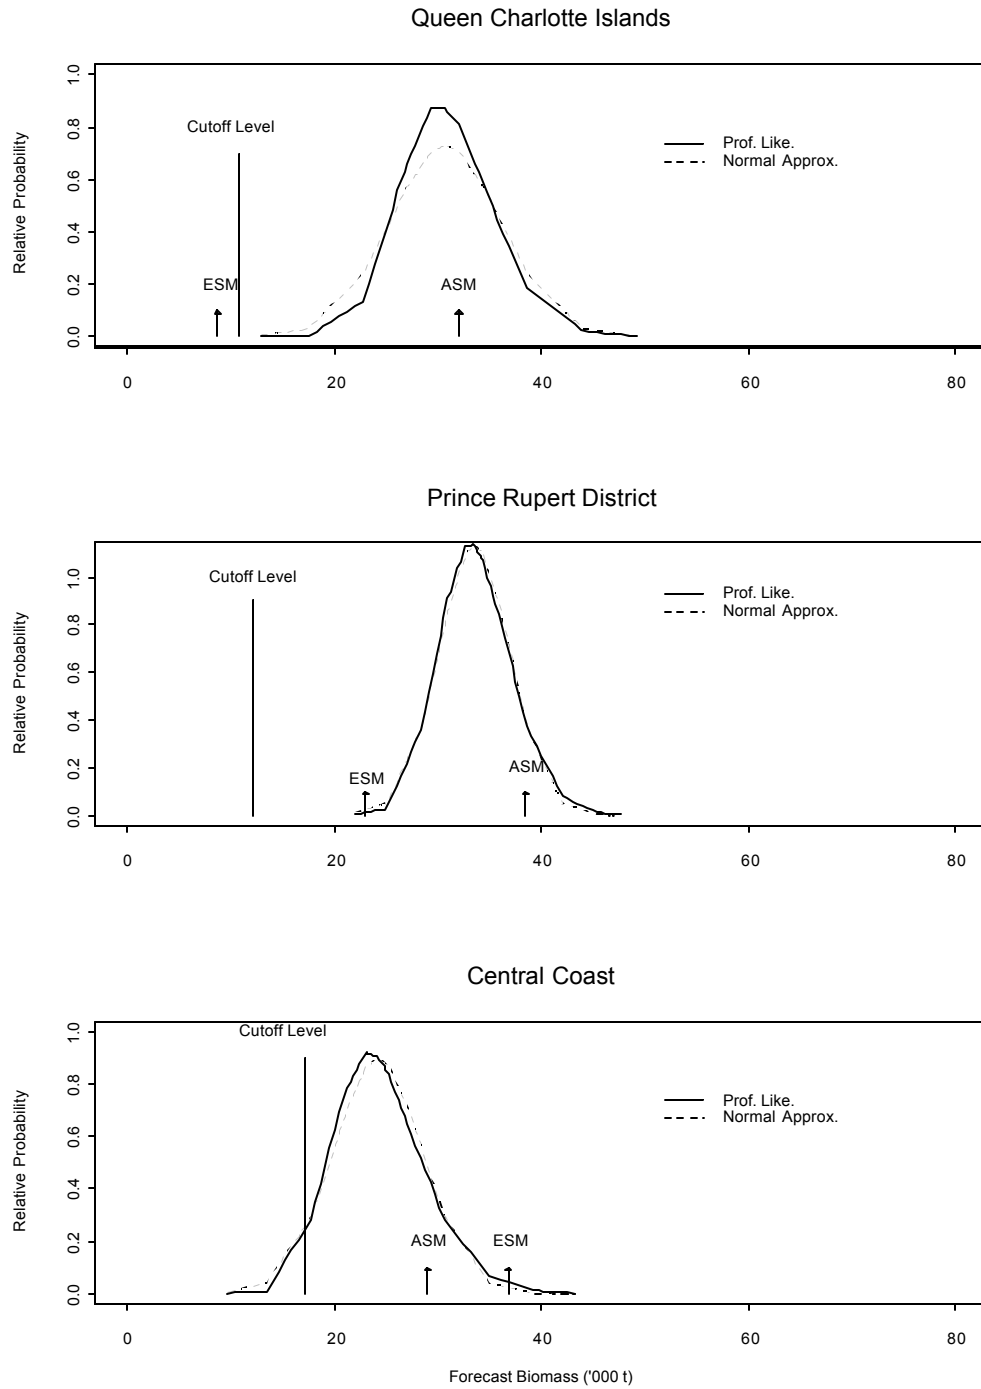 Queen Charlotte Islands
Relative Probability
1.0
0.8
0.6
0.4
0.2
0.0
Cutoff Level
ESM
ASM
Prof. Like.
Normal Approx.
0 20 40 60 80
Prince Rupert District
Relative Probability
1.0
0.8
0.6
0.4
0.2
0.0
Cutoff Level
ESM
ASM
Prof. Like.
Normal Approx.
0 20 40 60 80
Central Coast
Relative Probability
1.0
0.8
0.6
0.4
0.2
0.0
Cutoff Level
ASM
ESM
Prof. Like.
Normal Approx.
0 20 40 60 80
Forecast Biomass ('000 t)